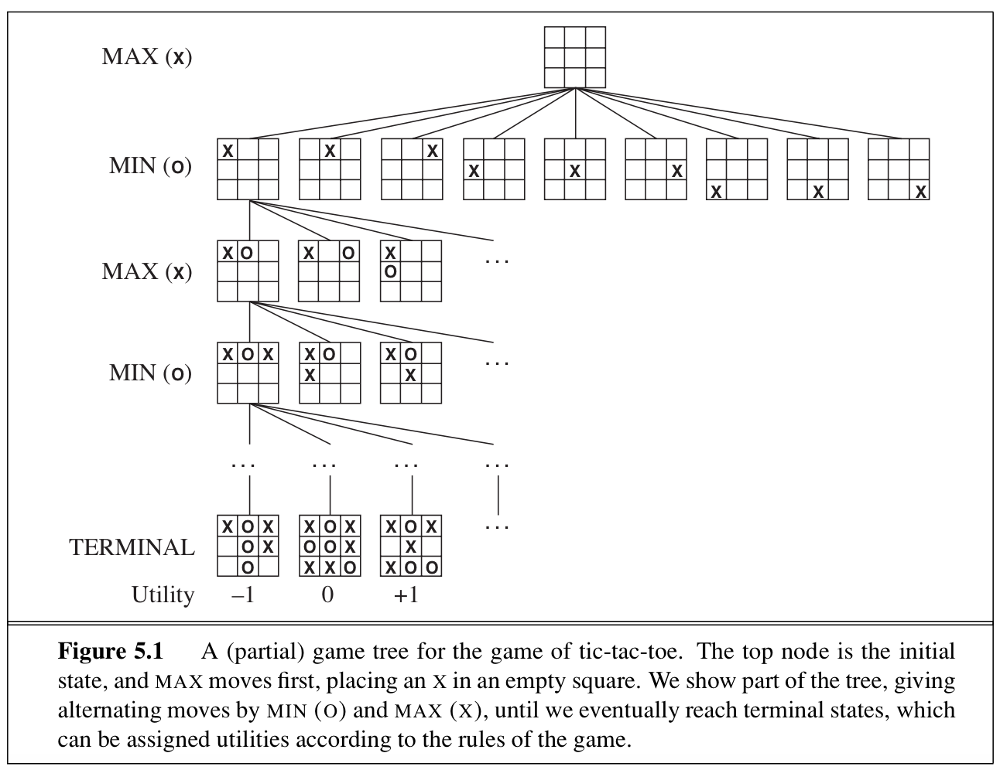 MAX (X)
MIN (O)
X X X X X X X X X
MAX (X)
X O X O X
O
. . .
MIN (O)
X O X X O X O
X X
. . .
. . . . . . . . . . . .
TERMINAL
X O X X O X X O X
O X O O X X
O X X O X O O
. . .
Utility –1 0 +1
Figure 5.1 A (partial) game tree for the game of tic-tac-toe. The top node is the initial
state, and MAX moves first, placing an X in an empty square. We show part of the tree, giving
alternating moves by MIN (O) and MAX (X), until we eventually reach terminal states, which
can be assigned utilities according to the rules of the game.